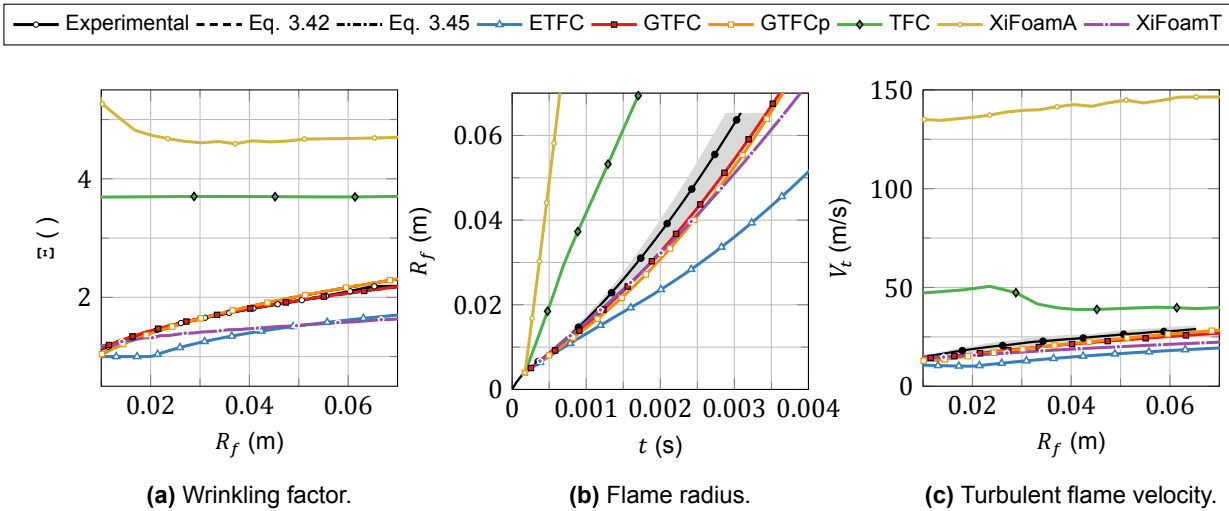 Experimental Eq. 3.42 Eq. 3.45 ETFC GTFC GTFCp TFC XiFoamA XiFoamT
4
2
Ξ ()
0.02 0.04 0.06
R_f (m)
(a) Wrinkling factor.
0.06
0.04
0.02
0
R_f (m)
0 0.001 0.002 0.003 0.004
t (s)
(b) Flame radius.
150
100
50
0
V_t (m/s)
0.02 0.04 0.06
R_f (m)
(c) Turbulent flame velocity.